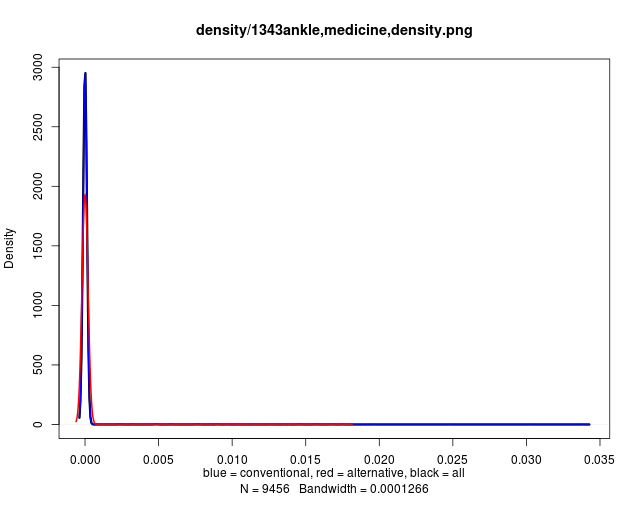 density/1343ankle,medicine,density.png
Density
3000
2500
2000
1500
1000
500
0
0.000 0.005 0.010 0.015 0.020 0.025 0.030 0.035
blue = conventional, red = alternative, black = all
N = 9456 Bandwidth = 0.0001266